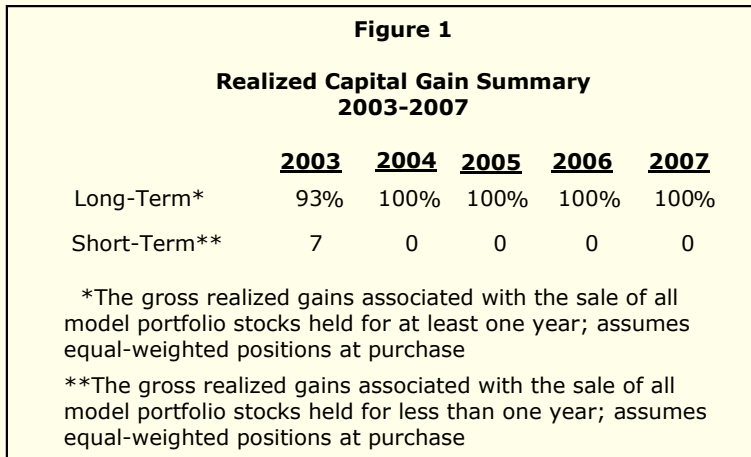 Figure 1
Realized Capital Gain Summary
2003-2007
2003 2004 2005 2006 2007
Long-Term* 93% 100% 100% 100% 100%
Short-Term** 7 0 0 0 0
*The gross realized gains associated with the sale of all
model portfolio stocks held for at least one year; assumes
equal-weighted positions at purchase
**The gross realized gains associated with the sale of all
model portfolio stocks held for less than one year; assumes
equal-weighted positions at purchase